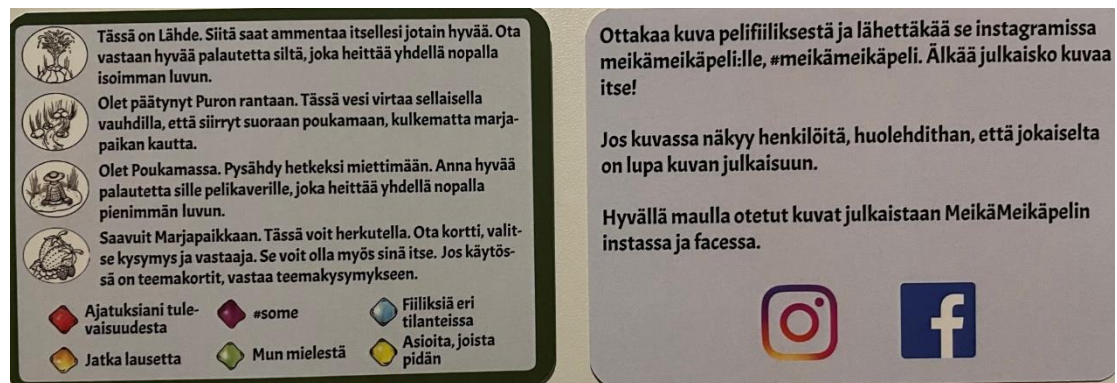 Tässä on Lähde. Siitä saat ammentaa itsellesi jotain hyvää. Ota
vastaan hyvää palautetta siltä, joka heittää yhdellä nopalla
isoimman luvun.
Olet päätynyt Puron rantaan. Tässä vesi virtaa sellaisella
vauhdilla, että siirryt suoraan poukamaan, kulkematta marja-
paikan kautta.
Olet Poukamassa. Pysähdy hetkeksi miettimään. Anna hyvää
palautetta sille pelikaverille, joka heittää yhdellä nopalla
pienimmän luvun.
Saavuit Marjapaikkaan. Tässä voit herkutella. Ota kortti, valit-
se kysymys ja vastaaja. Se voit olla myös sinä itse. Jos käytös-
sä on teemakortit, vastaa teemakysymykseen.
Ajatuksiani tule-
vaisuudesta
#some
Fiiliksiä eri
tilanteissa
Jatka lausetta
Mun mielestä
Asioita, joista
pidän
Ottakaa kuva pelifiiliksestä ja lähettäkää se instagramissa
meikämeikäpeli:lle, #meikämeikäpeli. Älkää julkaisko kuvaa
itse!
Jos kuvassa näkyy henkilöitä, huolehdithan, että jokaiselta
on lupa kuvan julkaisuun.
Hyvällä maulla otetut kuvat julkaistaan MeikäMeikäpelin
instassa ja facessa.